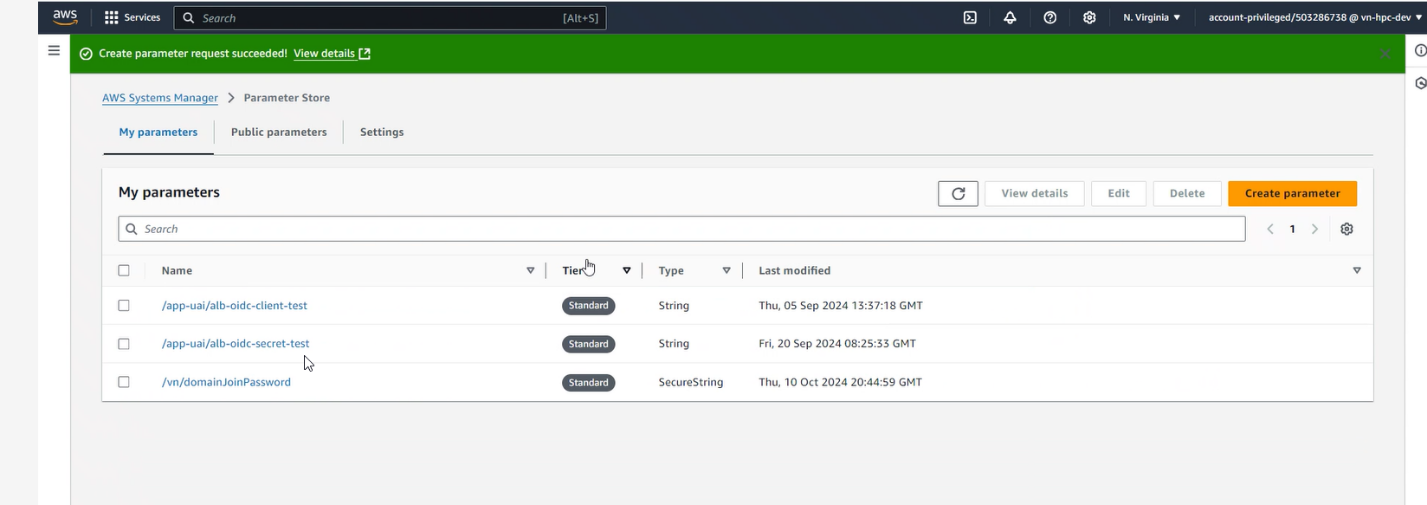 aws Services Search [Alt+S] N. Virginia account-privileged/503286738 @ vn-hpc-dev
Create parameter request succeeded! View details
AWS Systems Manager > Parameter Store
My parameters Public parameters Settings
My parameters View details Edit Delete Create parameter
Search 1
Name Tier Type Last modified
/app-uai/alb-oidc-client-test Standard String Thu, 05 Sep 2024 13:37:18 GMT
/app-uai/alb-oidc-secret-test Standard String Fri, 20 Sep 2024 08:25:33 GMT
/vn/domainJoinPassword Standard SecureString Thu, 10 Oct 2024 20:44:59 GMT